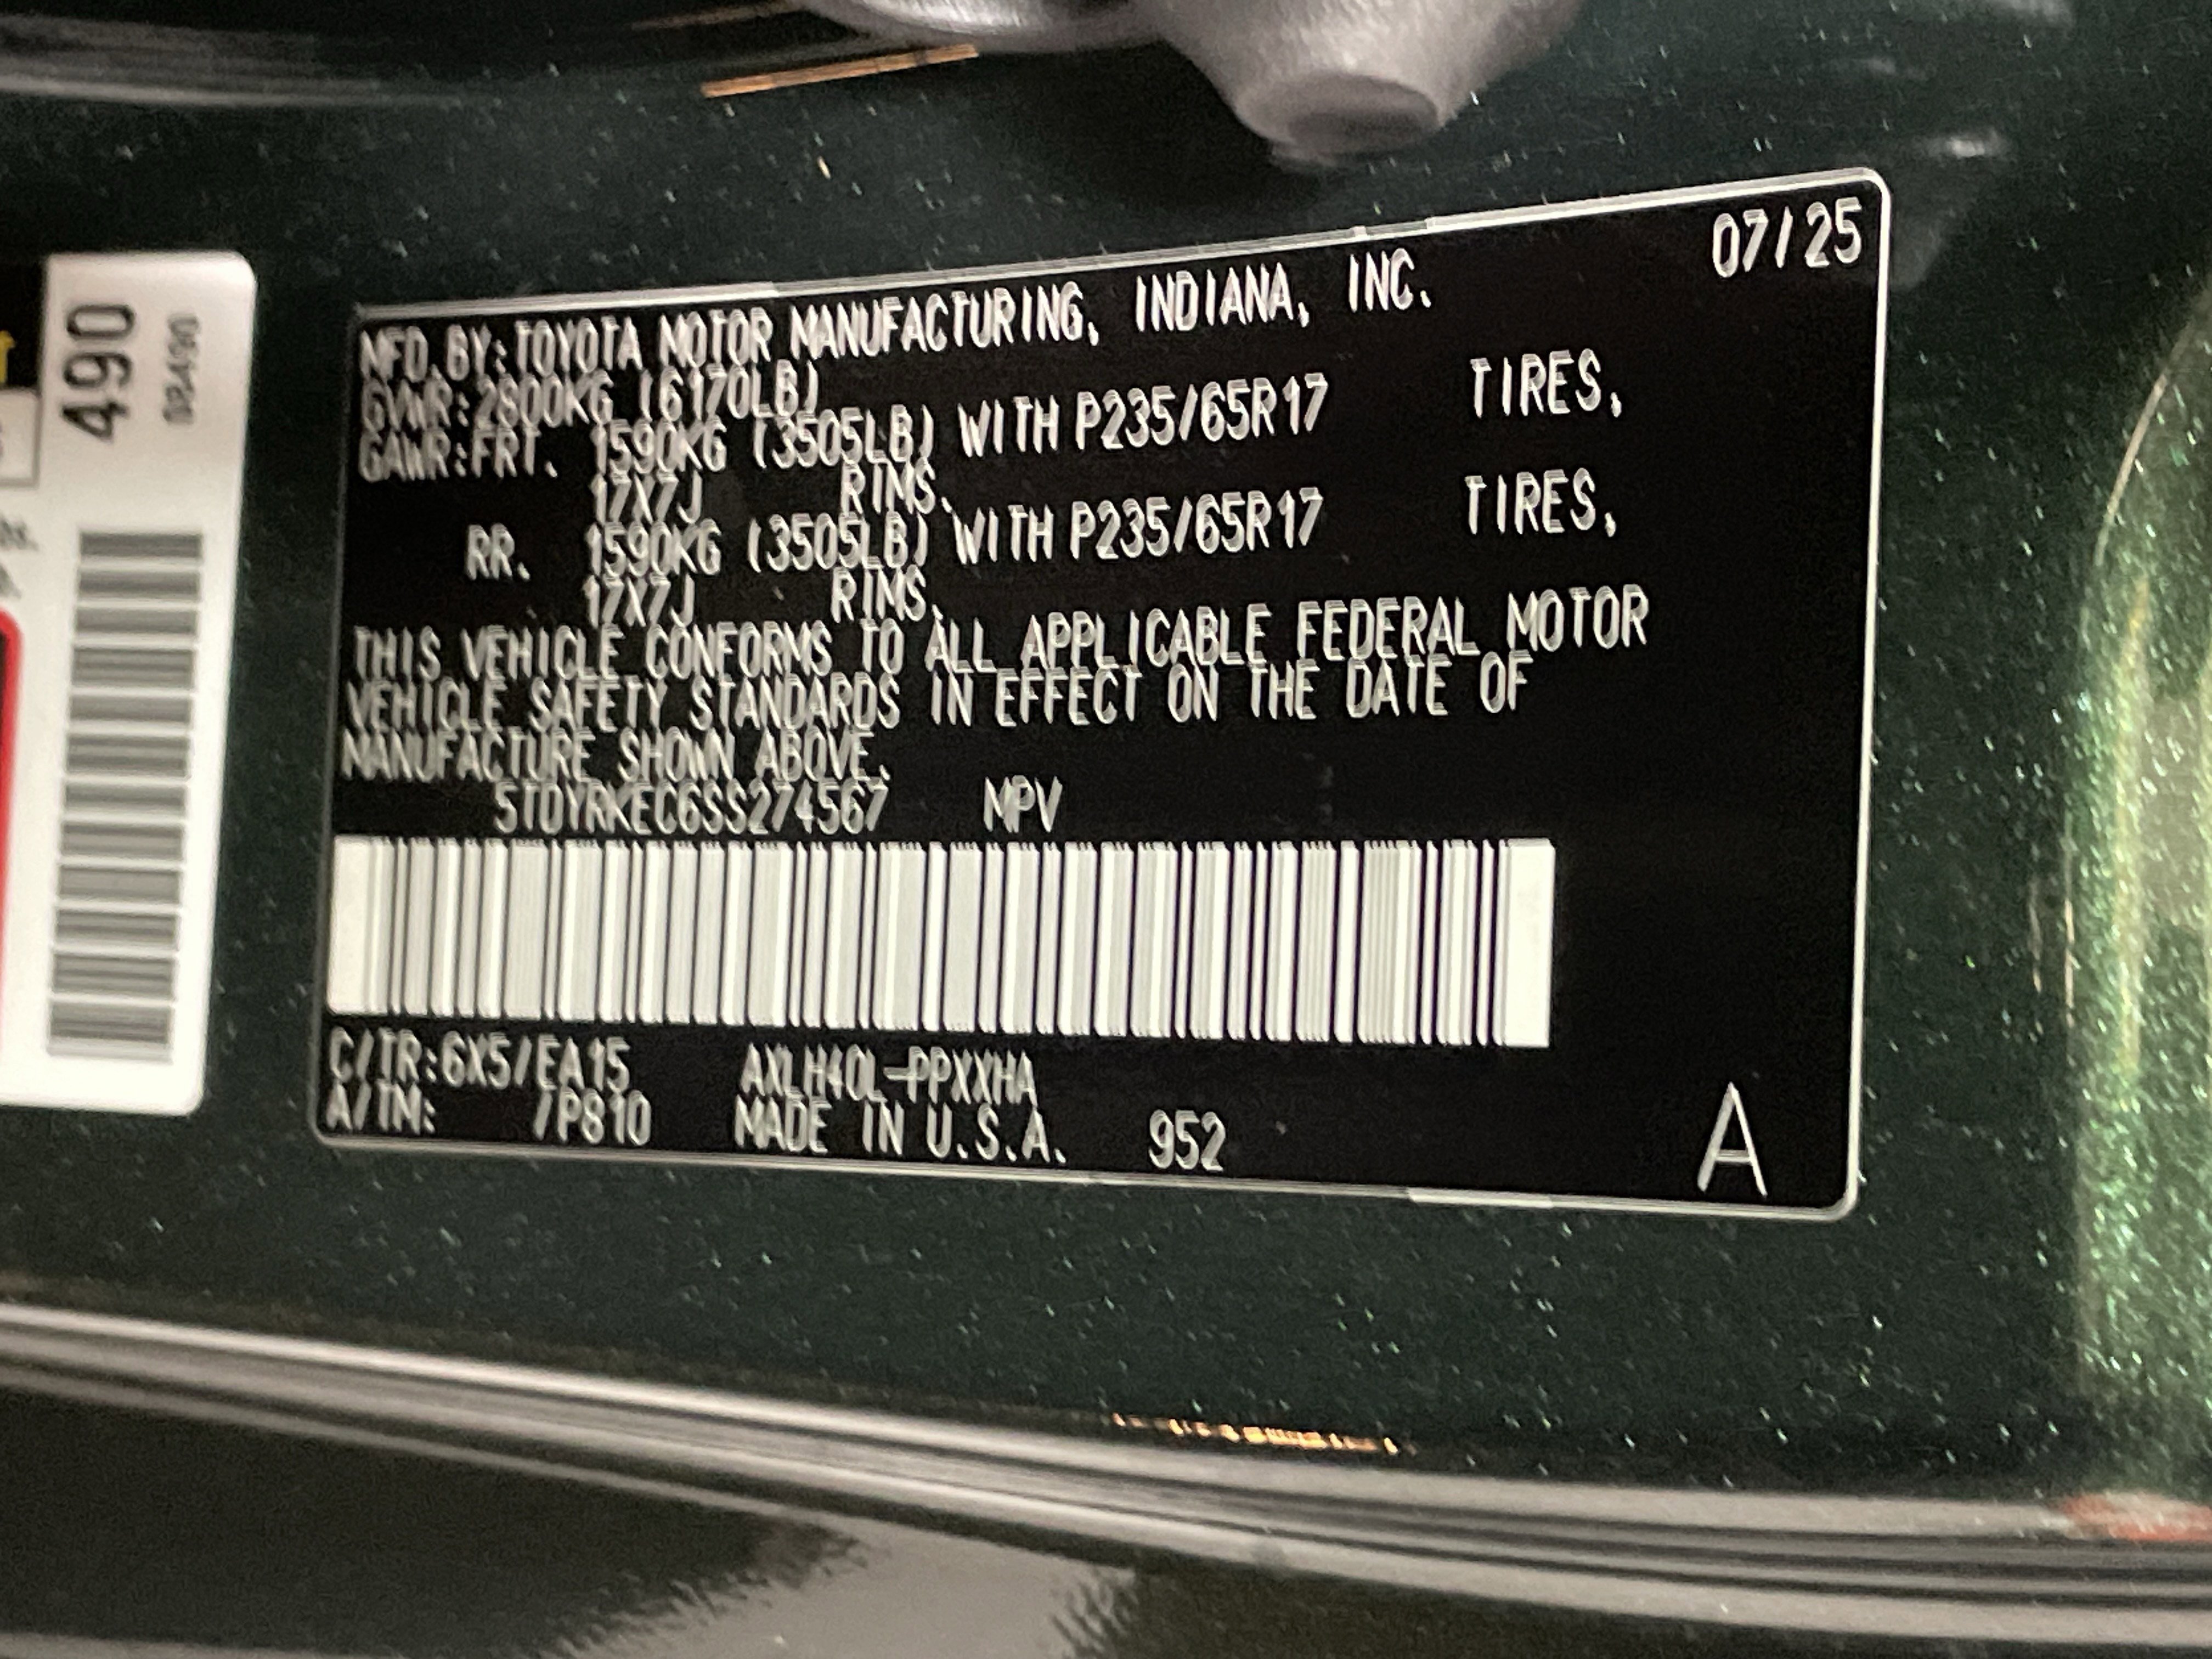 490
08490
07/25
MFD.BY:TOYOTA MOTOR MANUFACTURING, INDIANA, INC.
GVWR:2800KG (6170LB)
GAWR:FRT. 1590KG (3505LB) WITH P235/65R17 TIRES,
17X7J RIMS,
RR. 1590KG (3505LB) WITH P235/65R17 TIRES,
17X7J RIMS.
THIS VEHICLE CONFORMS TO ALL APPLICABLE FEDERAL MOTOR
VEHICLE SAFETY STANDARDS IN EFFECT ON THE DATE OF
MANUFACTURE SHOWN ABOVE.
5TDYRKEC6SS274567 MPV
C/TR:6X5/EA15 AXLH40L-PPXXHA
A/TM: /P810 MADE IN U.S.A. 952
A